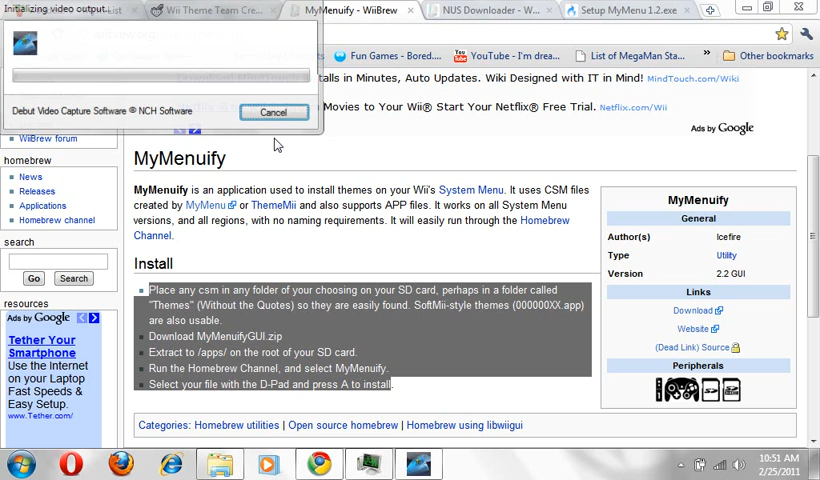 Initializing video output...
List
Wii Theme Team Cre...
MyMenuify - WiiBrew
NUS Downloader - W...
Setup MyMenu 1.2.exe
Fun Games - Bored...
YouTube - I'm drea...
List of MegaMan St...
Other bookmarks
talls in Minutes, Auto Updates. Wiki Designed with IT in Mind! MindTouch.com/Wiki
Movies to Your Wii® Start Your Netflix® Free Trial. Netflix.com/Wii
Ads by Google
Debut Video Capture Software © NCH Software
Cancel
WiiBrew forum
homebrew
News
Releases
Applications
Homebrew channel
search
Go
Search
resources
Ads by Google
Tether Your
Smartphone
Use the Internet
on your Laptop
Fast Speeds &
Easy Setup.
www.Tether.com/
MyMenuify
MyMenuify is an application used to install themes on your Wii's System Menu. It uses CSM files
created by MyMenu or ThemeMii and also supports APP files. It works on all System Menu
versions, and all regions, with no naming requirements. It will easily run through the Homebrew
Channel.
Install
Place any csm in any folder of your choosing on your SD card, perhaps in a folder called
"Themes" (Without the Quotes) so they are easily found. SoftMii-style themes (000000XX.app)
are also usable.
Download MyMenuifyGUI.zip
Extract to /apps/ on the root of your SD card.
Run the Homebrew Channel, and select MyMenuify.
Select your file with the D-Pad and press A to install.
Categories: Homebrew utilities | Open source homebrew | Homebrew using libwiigui
MyMenuify
General
Author(s) Icefire
Type Utility
Version 2.2 GUI
Links
Download
Website
(Dead Link) Source
Peripherals
10:51 AM
2/25/2011